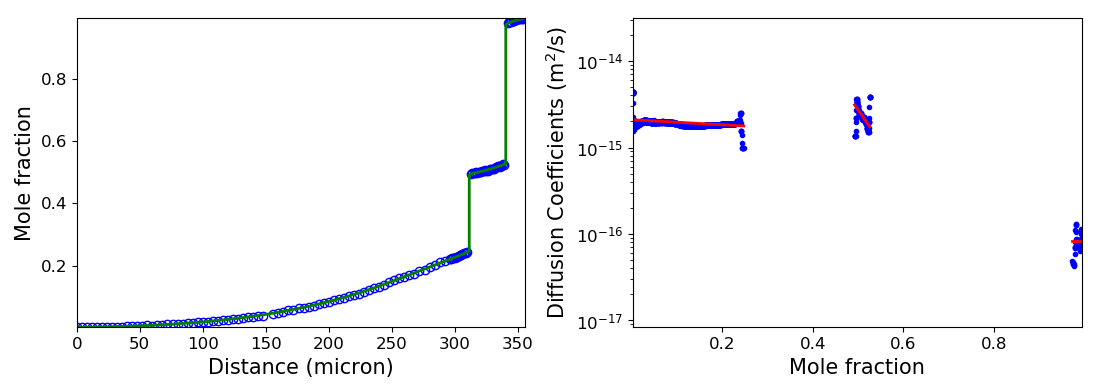 0.8
0.6
0.4
0.2
Mole fraction
0 50 100 150 200 250 300 350
Distance (micron)
10⁻¹⁴
10⁻¹⁵
10⁻¹⁶
10⁻¹⁷
Diffusion Coefficients (m²/s)
0.2 0.4 0.6 0.8
Mole fraction